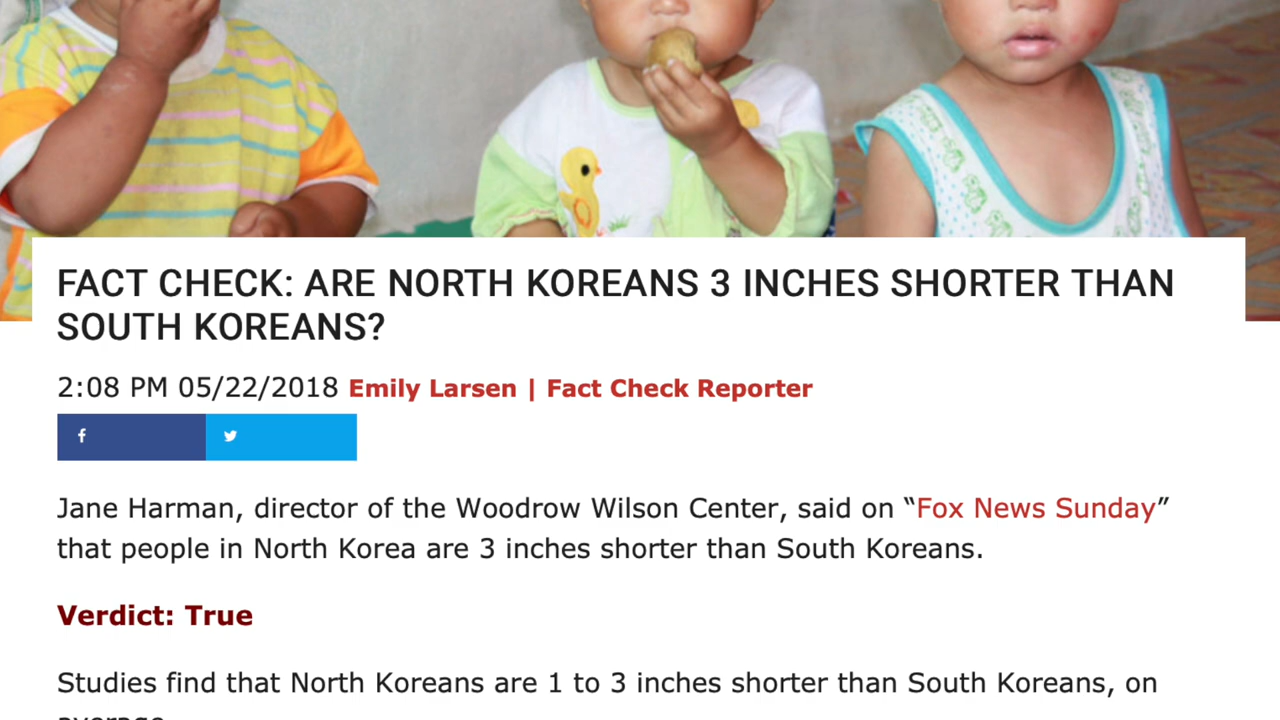 FACT CHECK: ARE NORTH KOREANS 3 INCHES SHORTER THAN
SOUTH KOREANS?
2:08 PM 05/22/2018 Emily Larsen | Fact Check Reporter
Jane Harman, director of the Woodrow Wilson Center, said on “Fox News Sunday”
that people in North Korea are 3 inches shorter than South Koreans.
Verdict: True
Studies find that North Koreans are 1 to 3 inches shorter than South Koreans, on
average